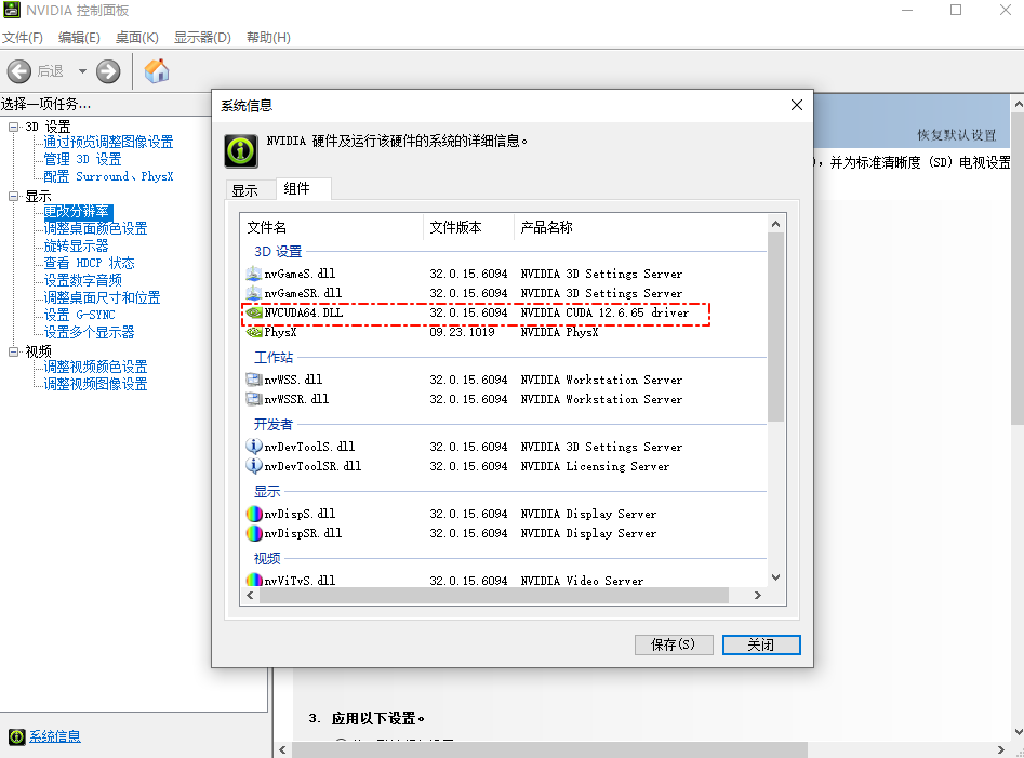 NVIDIA 控制面板
文件(F) 编辑(E) 桌面(K) 显示器(D) 帮助(H)
后退
选择一项任务...
3D 设置
通过预览调整图像设置
管理 3D 设置
配置 Surround、PhysX
显示
更改分辨率
调整桌面颜色设置
旋转显示器
查看 HDCP 状态
设置数字音频
调整桌面尺寸和位置
设置 G-SYNC
设置多个显示器
视频
调整视频颜色设置
调整视频图像设置
系统信息
恢复默认设置
，并为标准清晰度 (SD) 电视设置
系统信息
NVIDIA 硬件及运行该硬件的系统的详细信息。
显示 组件
文件名 文件版本 产品名称
3D 设置
nvGameS.dll 32.0.15.6094 NVIDIA 3D Settings Server
nvGameSR.dll 32.0.15.6094 NVIDIA 3D Settings Server
NVCUDA64.DLL 32.0.15.6094 NVIDIA CUDA 12.6.65 driver
PhysX 09.23.1019 NVIDIA PhysX
工作站
nvWSS.dll 32.0.15.6094 NVIDIA Workstation Server
nvWSSR.dll 32.0.15.6094 NVIDIA Workstation Server
开发者
nvDevToolS.dll 32.0.15.6094 NVIDIA 3D Settings Server
nvDevToolSR.dll 32.0.15.6094 NVIDIA Licensing Server
显示
nvDispS.dll 32.0.15.6094 NVIDIA Display Server
nvDispSR.dll 32.0.15.6094 NVIDIA Display Server
视频
nvViTvS.dll 32.0.15.6094 NVIDIA Video Server
保存(S) 关闭
3. 应用以下设置。